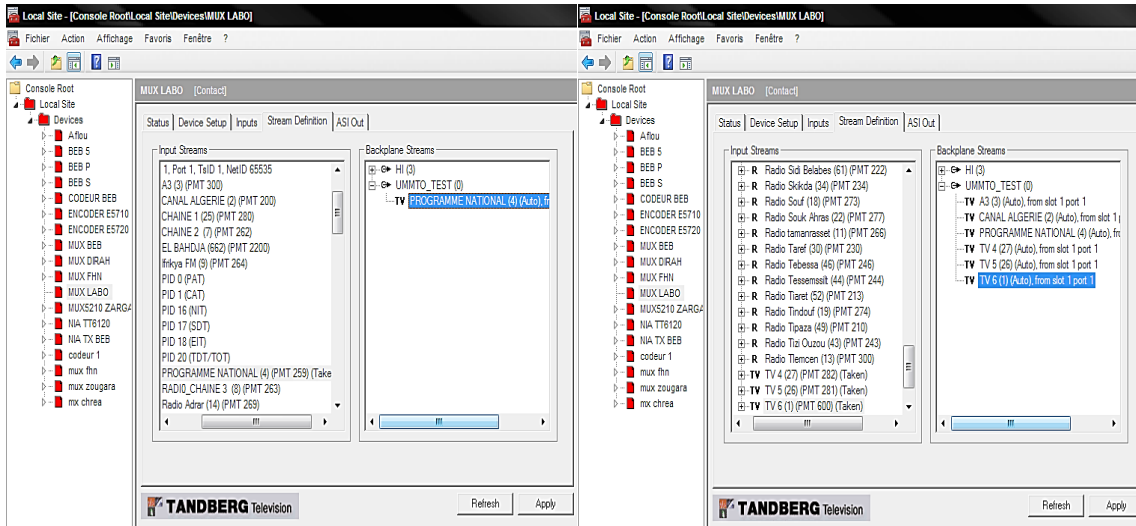 Local Site - [Console Root\Local Site\Devices\MUX LABO]
Fichier Action Affichage Favoris Fenêtre ?
Console Root
Local Site
Devices
Aflou
BEB 5
BEB P
BEB S
CODEUR BEB
ENCODER E5710
ENCODER E5720
MUX BEB
MUX DIRAH
MUX FHN
MUX LABO
MUX5210 ZARGA
NIA TT6120
NIA TX BEB
codeur 1
mux fhn
mux zougara
mx chrea
MUX LABO [Contact]
Status Device Setup Inputs Stream Definition ASI Out
Input Streams
1, Port 1, TsID 1, NetID 65535
A3 (3) (PMT 300)
CANAL ALGERIE (2) (PMT 200)
CHAINE 1 (25) (PMT 280)
CHAINE 2 (7) (PMT 262)
EL BAHDJA (662) (PMT 2200)
Ifrikya FM (9) (PMT 264)
PID 0 (PAT)
PID 1 (CAT)
PID 16 (NIT)
PID 17 (SDT)
PID 18 (EIT)
PID 20 (TDT/TOT)
PROGRAMME NATIONAL (4) (PMT 259) (Take
RADIO_CHAINE 3 (8) (PMT 263)
Radio Adrar (14) (PMT 269)
Backplane Streams
HI (3)
UMMTO_TEST (0)
TV PROGRAMME NATIONAL (4) (Auto), fr
TANDBERG Television
Refresh Apply
Local Site - [Console Root\Local Site\Devices\MUX LABO]
Fichier Action Affichage Favoris Fenêtre ?
Console Root
Local Site
Devices
Aflou
BEB 5
BEB P
BEB S
CODEUR BEB
ENCODER E5710
ENCODER E5720
MUX BEB
MUX DIRAH
MUX FHN
MUX LABO
MUX5210 ZARGA
NIA TT6120
NIA TX BEB
codeur 1
mux fhn
mux zougara
mx chrea
MUX LABO [Contact]
Status Device Setup Inputs Stream Definition ASI Out
Input Streams
R Radio Sidi Belabes (61) (PMT 222)
R Radio Skikda (34) (PMT 234)
R Radio Souf (18) (PMT 273)
R Radio Souk Ahras (22) (PMT 277)
R Radio tamanrasset (11) (PMT 266)
R Radio Taref (30) (PMT 230)
R Radio Tebessa (46) (PMT 246)
R Radio Tessemssilt (44) (PMT 244)
R Radio Tiaret (52) (PMT 213)
R Radio Tindouf (19) (PMT 274)
R Radio Tipaza (49) (PMT 210)
R Radio Tizi Ouzou (43) (PMT 243)
R Radio Tlemcen (13) (PMT 300)
TV TV 4 (27) (PMT 282) (Taken)
TV TV 5 (26) (PMT 281) (Taken)
TV TV 6 (1) (PMT 600) (Taken)
Backplane Streams
HI (3)
UMMTO_TEST (0)
TV A3 (3) (Auto), from slot 1 port 1
TV CANAL ALGERIE (2) (Auto), from slot 1 p
TV PROGRAMME NATIONAL (4) (Auto), fr
TV TV 4 (27) (Auto), from slot 1 port 1
TV TV 5 (26) (Auto), from slot 1 port 1
TV TV 6 (1) (Auto), from slot 1 port 1
TANDBERG Television
Refresh Apply